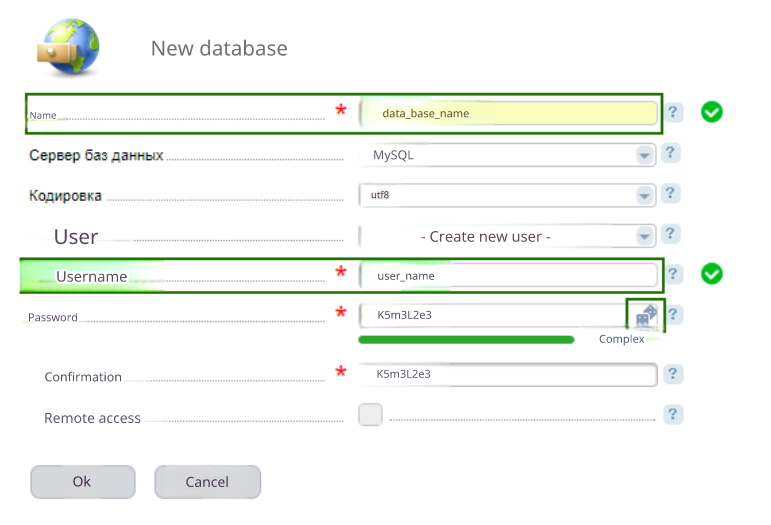 New database
Name * data_base_name ?
Сервер баз данных MySQL ?
Кодировка utf8 ?
User - Create new user - ?
Username * user_name ?
Password * K5m3L2e3 ?
Complex
Confirmation * K5m3L2e3 ?
Remote access ?
Ok Cancel